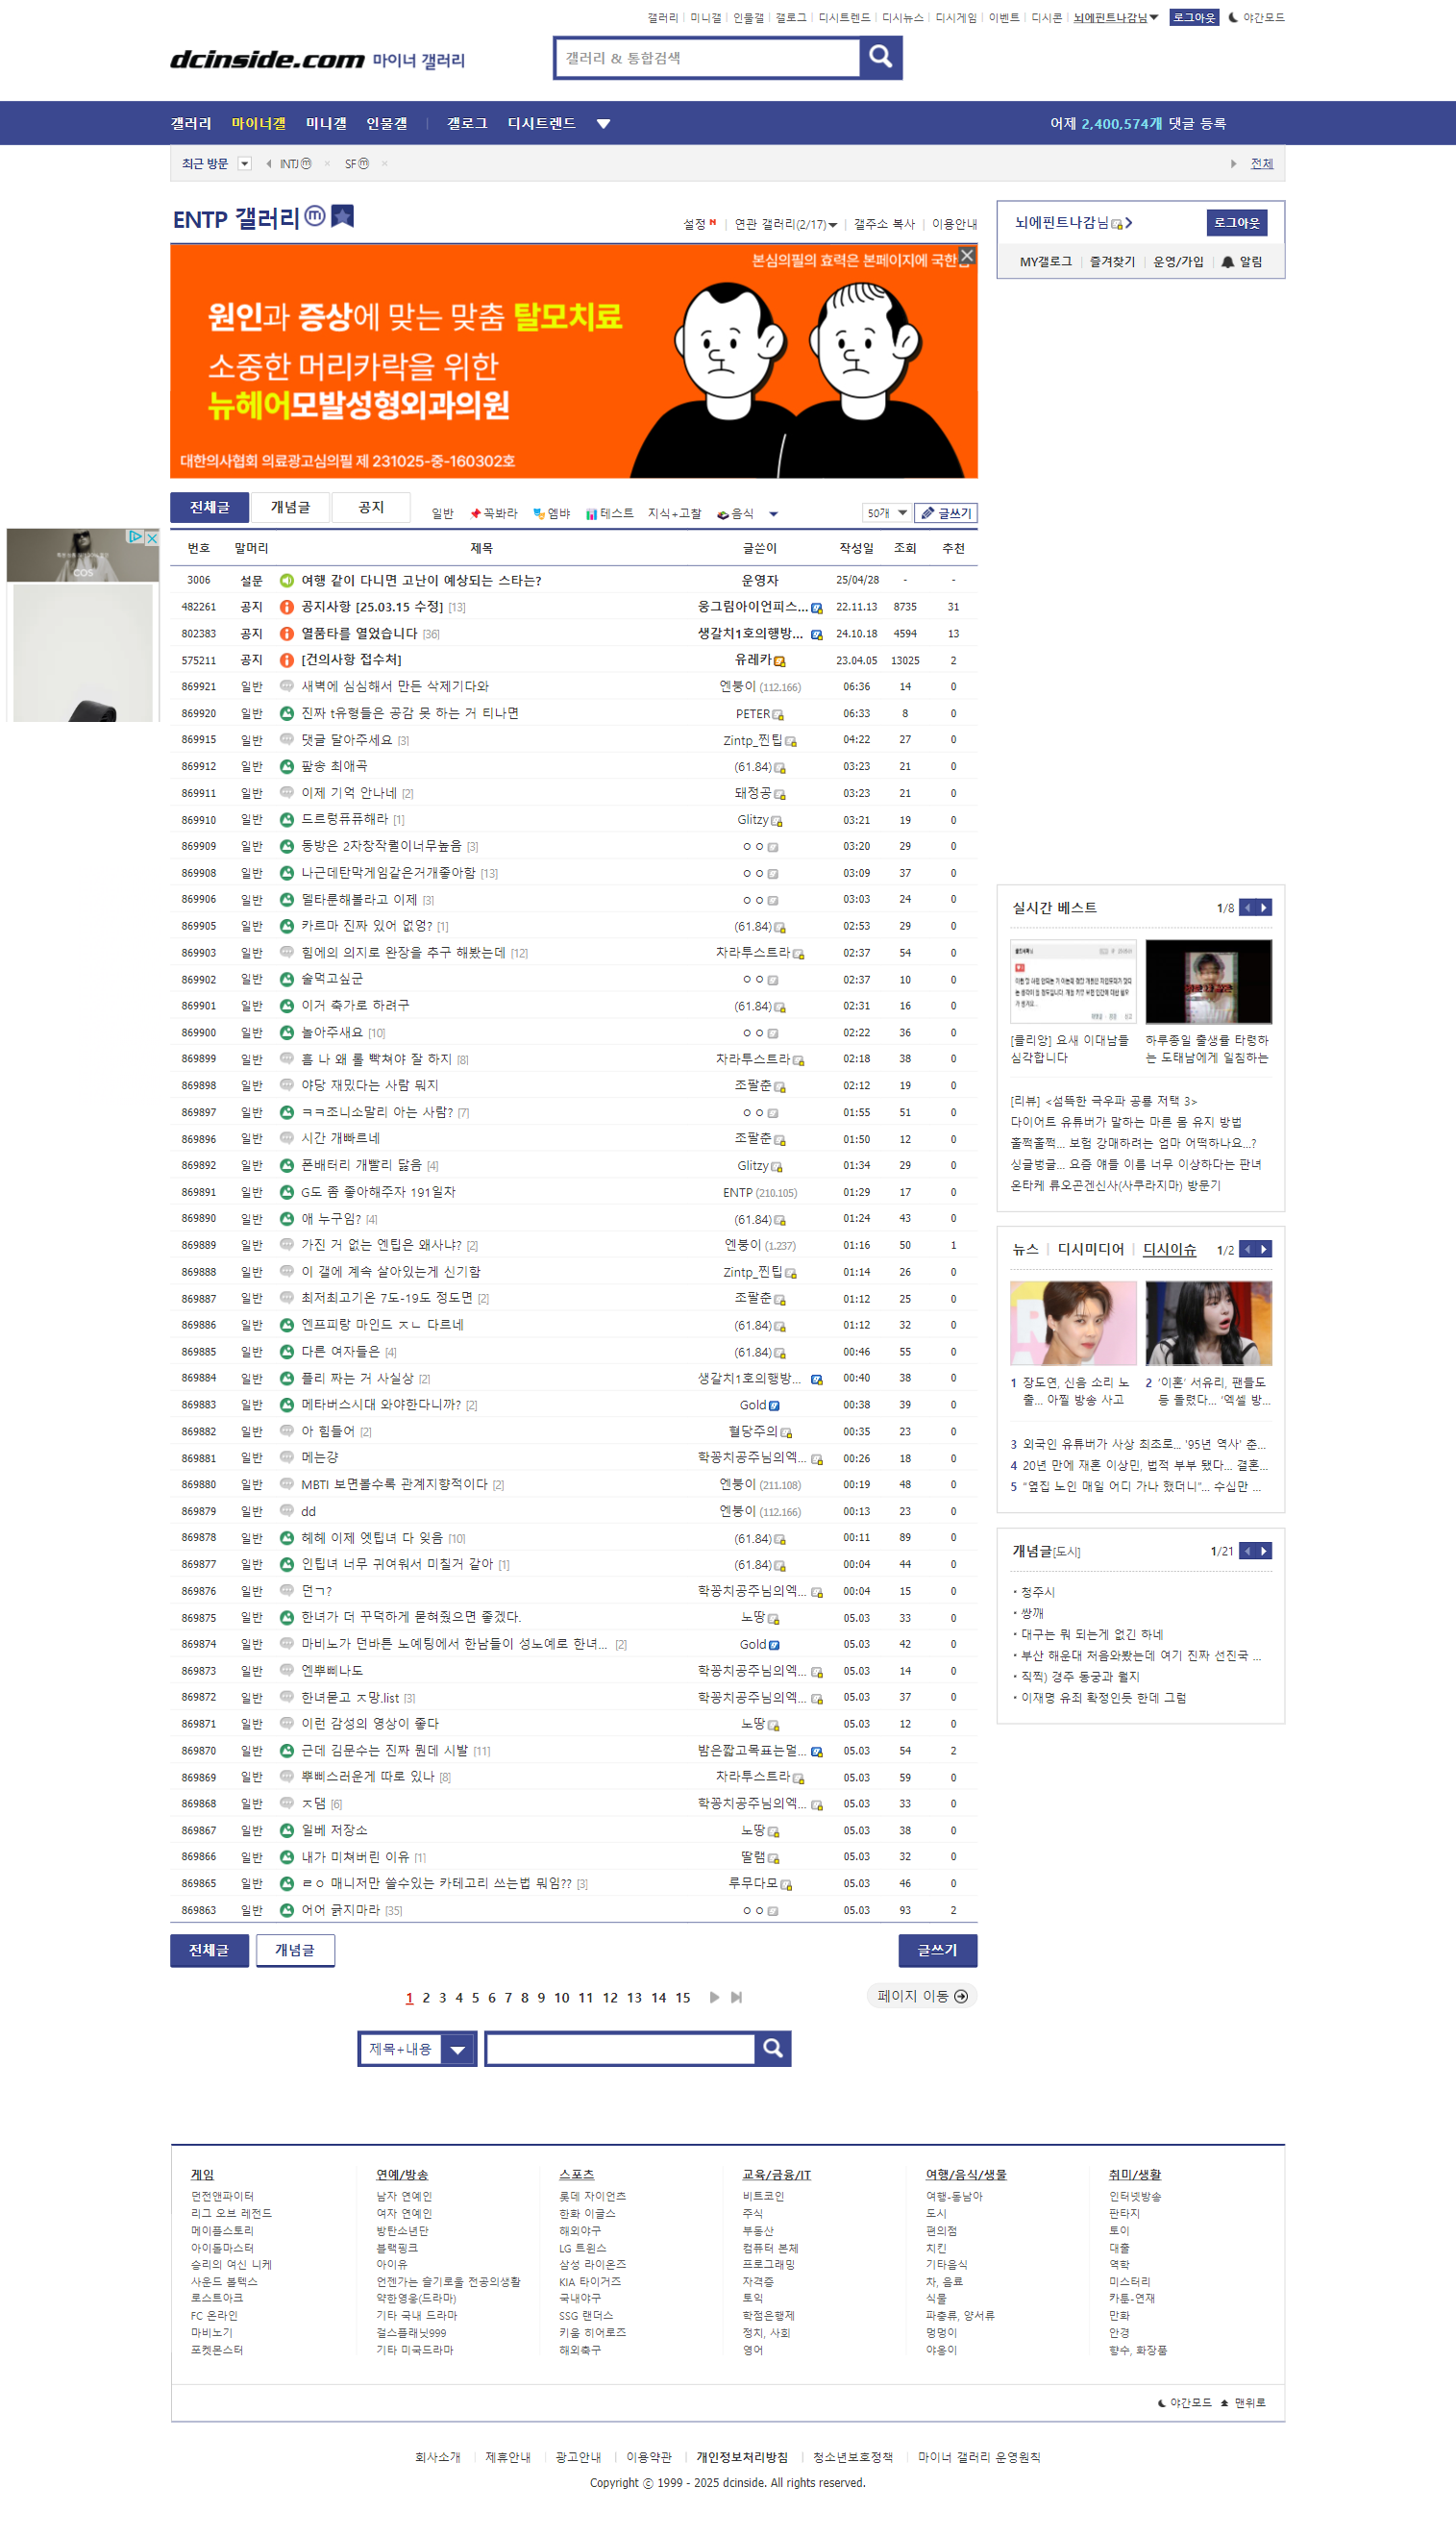 갤러리 미니갤 인물갤 갤로그 디시트렌드 디시뉴스 디시게임 이벤트 디시콘 뇌에핀트나감님 로그아웃 야간모드
dcinside.com 마이너 갤러리
갤러리 & 통합검색
갤러리 마이너갤 미니갤 인물갤 갤로그 디시트렌드 어제 2,400,574개 댓글 등록
최근 방문 INTJⓜ × SFⓜ × 전체
ENTP 갤러리ⓜ
설정 N 연관 갤러리(2/17) 갤주소 복사 이용안내
뇌에핀트나감님 로그아웃
MY갤로그 즐겨찾기 운영/가입 알림
본심의필의 효력은 본페이지에 국한
원인과 증상에 맞는 맞춤 탈모치료
소중한 머리카락을 위한
뉴헤어모발성형외과의원
대한의사협회 의료광고심의필 제 231025-중-160302호
전체글 개념글 공지 일반 꼭봐라 엠뱌 테스트 지식+고찰 음식 50개 글쓰기
COS
번호 말머리 제목 글쓴이 작성일 조회 추천
3006 설문 여행 같이 다니면 고난이 예상되는 스타는? 운영자 25/04/28 - -
482261 공지 공지사항 [25.03.15 수정] [13] 웅그림아이언피스... 22.11.13 8735 31
802383 공지 열품타를 열었습니다 [36] 생갈치1호의행방... 24.10.18 4594 13
575211 공지 [건의사항 접수처] 유레카 23.04.05 13025 2
869921 일반 새벽에 심심해서 만든 삭제기다와 엔붕이 (112.166) 06:36 14 0
869920 일반 진짜 t유형들은 공감 못 하는 거 티나면 PETER 06:33 8 0
869915 일반 댓글 달아주세요 [3] Zintp_찐팁 04:22 27 0
869912 일반 팦송 최애곡 (61.84) 03:23 21 0
869911 일반 이제 기억 안나네 [2] 돼정공 03:23 21 0
869910 일반 드르렁퓨퓨해라 [1] Glitzy 03:21 19 0
869909 일반 동방은 2차창작퀄이너무높음 [3] ㅇㅇ 03:20 29 0
869908 일반 나근데탄막게임같은거개좋아함 [13] ㅇㅇ 03:09 37 0
869906 일반 델타룬해볼라고 이제 [3] ㅇㅇ 03:03 24 0
869905 일반 카르마 진짜 있어 없엉? [1] (61.84) 02:53 29 0
869903 일반 힘에의 의지로 완장을 추구 해봤는데 [12] 차라투스트라 02:37 54 0
869902 일반 술먹고싶군 ㅇㅇ 02:37 10 0
869901 일반 이거 축가로 하려구 (61.84) 02:31 16 0
869900 일반 놀아주새요 [10] ㅇㅇ 02:22 36 0
869899 일반 흠 나 왜 롤 빡쳐야 잘 하지 [8] 차라투스트라 02:18 38 0
869898 일반 야당 재밌다는 사람 뭐지 조팔춘 02:12 19 0
869897 일반 ㅋㅋ조니소말리 아는 사람? [7] ㅇㅇ 01:55 51 0
869896 일반 시간 개빠르네 조팔춘 01:50 12 0
869892 일반 폰배터리 개빨리 닳음 [4] Glitzy 01:34 29 0
869891 일반 G도 좀 좋아해주자 191일차 ENTP (210.105) 01:29 17 0
869890 일반 얘 누구임? [4] (61.84) 01:24 43 0
869889 일반 가진 거 없는 엔팁은 왜사냐? [2] 엔붕이 (1.237) 01:16 50 1
869888 일반 이 갤에 계속 살아있는게 신기함 Zintp_찐팁 01:14 26 0
869887 일반 최저최고기온 7도-19도 정도면 [2] 조팔춘 01:12 25 0
869886 일반 엔프피랑 마인드 ㅈㄴ 다르네 (61.84) 01:12 32 0
869885 일반 다른 여자들은 [4] (61.84) 00:46 55 0
869884 일반 플리 짜는 거 사실상 [2] 생갈치1호의행방... 00:40 38 0
869883 일반 메타버스시대 와야한다니까? [2] Gold 00:38 39 0
869882 일반 아 힘들어 [2] 혈당주의 00:35 23 0
869881 일반 메는걍 학꽁치공주님의엑... 00:26 18 0
869880 일반 MBTI 보면볼수록 관계지향적이다 [2] 엔붕이 (211.108) 00:19 48 0
869879 일반 dd 엔붕이 (112.166) 00:13 23 0
869878 일반 헤헤 이제 엣팁녀 다 잊음 [10] (61.84) 00:11 89 0
869877 일반 인팁녀 너무 귀여워서 미칠거 같아 [1] (61.84) 00:04 44 0
869876 일반 던ㄱ? 학꽁치공주님의엑... 00:04 15 0
869875 일반 한녀가 더 꾸덕하게 묻혀줬으면 좋겠다. 노땅 05.03 33 0
869874 일반 마비노가 던바튼 노예팅에서 한남들이 성노예로 한녀... [2] Gold 05.03 42 0
869873 일반 엔뿌삐나도 학꽁치공주님의엑... 05.03 14 0
869872 일반 한녀묻고 ㅈ망.list [3] 학꽁치공주님의엑... 05.03 37 0
869871 일반 이런 감성의 영상이 좋다 노땅 05.03 12 0
869870 일반 근데 김문수는 진짜 뭔데 시발 [11] 밤은짧고목표는멀... 05.03 54 2
869869 일반 뿌삐스러운게 따로 있나 [8] 차라투스트라 05.03 59 0
869868 일반 ㅈ댐 [6] 학꽁치공주님의엑... 05.03 33 0
869867 일반 일베 저장소 노땅 05.03 38 0
869866 일반 내가 미쳐버린 이유 [1] 딸램 05.03 32 0
869865 일반 ㄹㅇ 매니저만 쓸수있는 카테고리 쓰는법 뭐임?? [3] 루무다모 05.03 46 0
869863 일반 어어 긁지마라 [35] ㅇㅇ 05.03 93 2
실시간 베스트 1/8
[클리앙] 요새 이대남들 심각합니다
하루종일 출생률 타령하는 도태남에게 일침하는
[리뷰] <섬뜩한 극우파 공룡 저택 3>
다이어트 유튜버가 말하는 마른 몸 유지 방법
훌쩍훌쩍... 보험 강매하려는 엄마 어떡하나요...?
싱글벙글... 요즘 얘들 이름 너무 이상하다는 판녀
온타케 류오곤겐신사(사쿠라지마) 방문기
뉴스 디시미디어 디시이슈 1/2
1 장도연, 신음 소리 노출... 아찔 방송 사고
2 '이혼' 서유리, 팬들도 등 돌렸다... '엑셀 방...
3 외국인 유튜버가 사상 최초로... '95년 역사' 춘...
4 20년 만에 재혼 이상민, 법적 부부 됐다... 결혼...
5 "옆집 노인 매일 어디 가나 했더니"... 수십만 ...
개념글[도시] 1/21
· 청주시
· 쌍깨
· 대구는 뭐 되는게 없긴 하네
· 부산 해운대 처음와봤는데 여기 진짜 선진국 ...
· 직찍) 경주 동궁과 월지
· 이재명 유죄 확정인듯 한데 그럼
전체글 개념글 글쓰기
1 2 3 4 5 6 7 8 9 10 11 12 13 14 15 페이지 이동
제목+내용
게임 연예/방송 스포츠 교육/금융/IT 여행/음식/생물 취미/생활
던전앤파이터 남자 연예인 롯데 자이언츠 비트코인 여행-동남아 인터넷방송
리그 오브 레전드 여자 연예인 한화 이글스 주식 도시 판타지
메이플스토리 방탄소년단 해외야구 부동산 편의점 토이
아이돌마스터 블랙핑크 LG 트윈스 컴퓨터 본체 치킨 대출
승리의 여신 니케 아이유 삼성 라이온즈 프로그래밍 기타음식 역학
사운드 볼텍스 언젠가는 슬기로울 전공의생활 KIA 타이거즈 자격증 차, 음료 미스터리
로스트아크 약한영웅(드라마) 국내야구 토익 식물 카툰-연재
FC 온라인 기타 국내 드라마 SSG 랜더스 학점은행제 파충류, 양서류 만화
마비노기 걸스플래닛999 키움 히어로즈 정치, 사회 멍멍이 안경
포켓몬스터 기타 미국드라마 해외축구 영어 야옹이 향수, 화장품
야간모드 맨위로
회사소개 제휴안내 광고안내 이용약관 개인정보처리방침 청소년보호정책 마이너 갤러리 운영원칙
Copyright ⓒ 1999 - 2025 dcinside. All rights reserved.